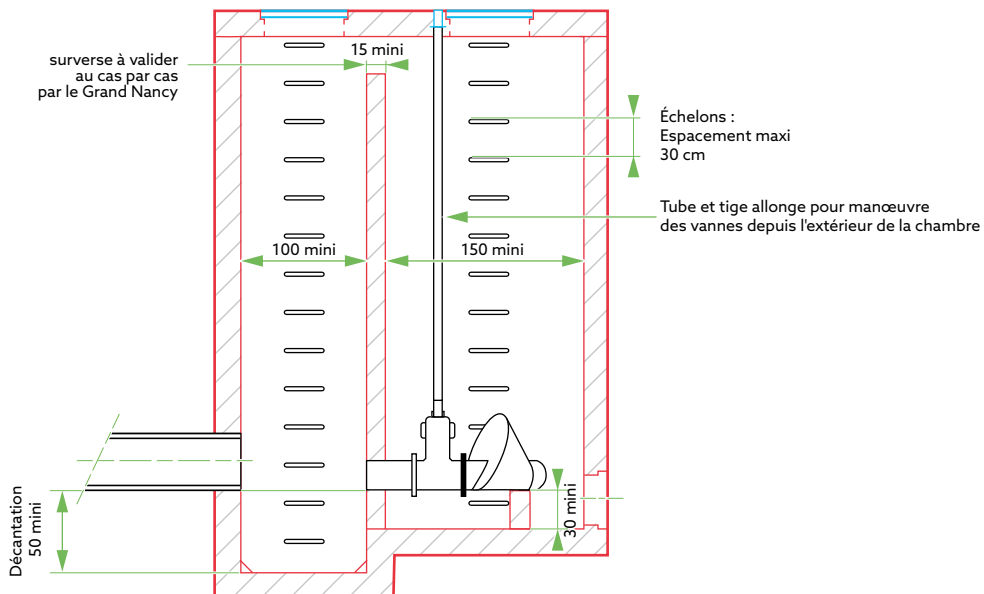 15 mini
surverse à valider
au cas par cas
par le Grand Nancy
Échelons :
Espacement maxi
30 cm
Tube et tige allonge pour manœuvre
des vannes depuis l'extérieur de la chambre
100 mini
150 mini
Décantation
50 mini
30 mini